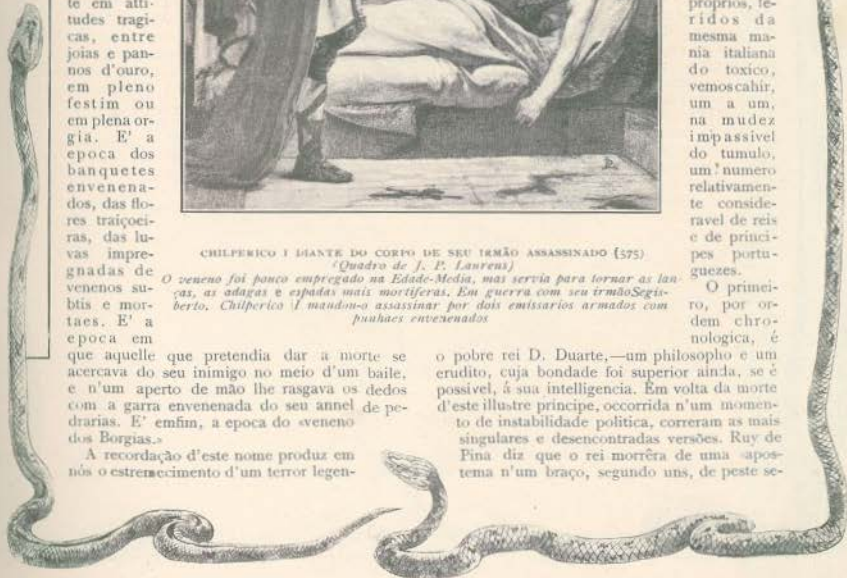 te em atti-
tudes tragi-
cas, entre
joias e pan-
nos d'ouro,
em pleno
festim ou
em plena or-
gia. E' a
epoca dos
banquetes
envenena-
dos, das flo-
res traiçoei-
ras, das lu-
vas impre-
gnadas de
venenos su-
btis e mor-
taes. E' a
epoca em
que aquelle que pretendia dar a morte se
acercava do seu inimigo no meio d'um baile,
e n'um aperto de mão lhe rasgava os dedos
com a garra envenenada do seu annel de pe-
drarias. E' emfim, a epoca do «veneno
dos Borgias.»
A recordação d'este nome produz em
nós o estremecimento d'um terror legen-
CHILPERICO I DIANTE DO CORPO DE SEU IRMÃO ASSASSINADO (575)
(Quadro de J. P. Laurens)
O veneno foi pouco empregado na Edade-Media, mas servia para tornar as lan-
ças, as adagas e espadas mais mortiferas. Em guerra com seu irmão Segis-
berto, Chilperico I mandou-o assassinar por dois emissarios armados com
punhaes envenenados
proprios, fe-
ridos da
mesma ma-
nia italiana
do toxico,
vemos cahir,
um a um,
na mudez
impassivel
do tumulo,
um numero
relativamen-
te conside-
ravel de reis
e de princi-
pes portu-
guezes.
O primei-
ro, por or-
dem chro-
nologica, é
o pobre rei D. Duarte,—um philosopho e um
erudito, cuja bondade foi superior ainda, se é
possivel, á sua intelligencia. Em volta da morte
d'este illustre principe, occorrida n'um momen-
to de instabilidade politica, correram as mais
singulares e desencontradas versões. Ruy de
Pina diz que o rei morrêra de uma «apos-
tema n'um braço, segundo uns, de peste se-